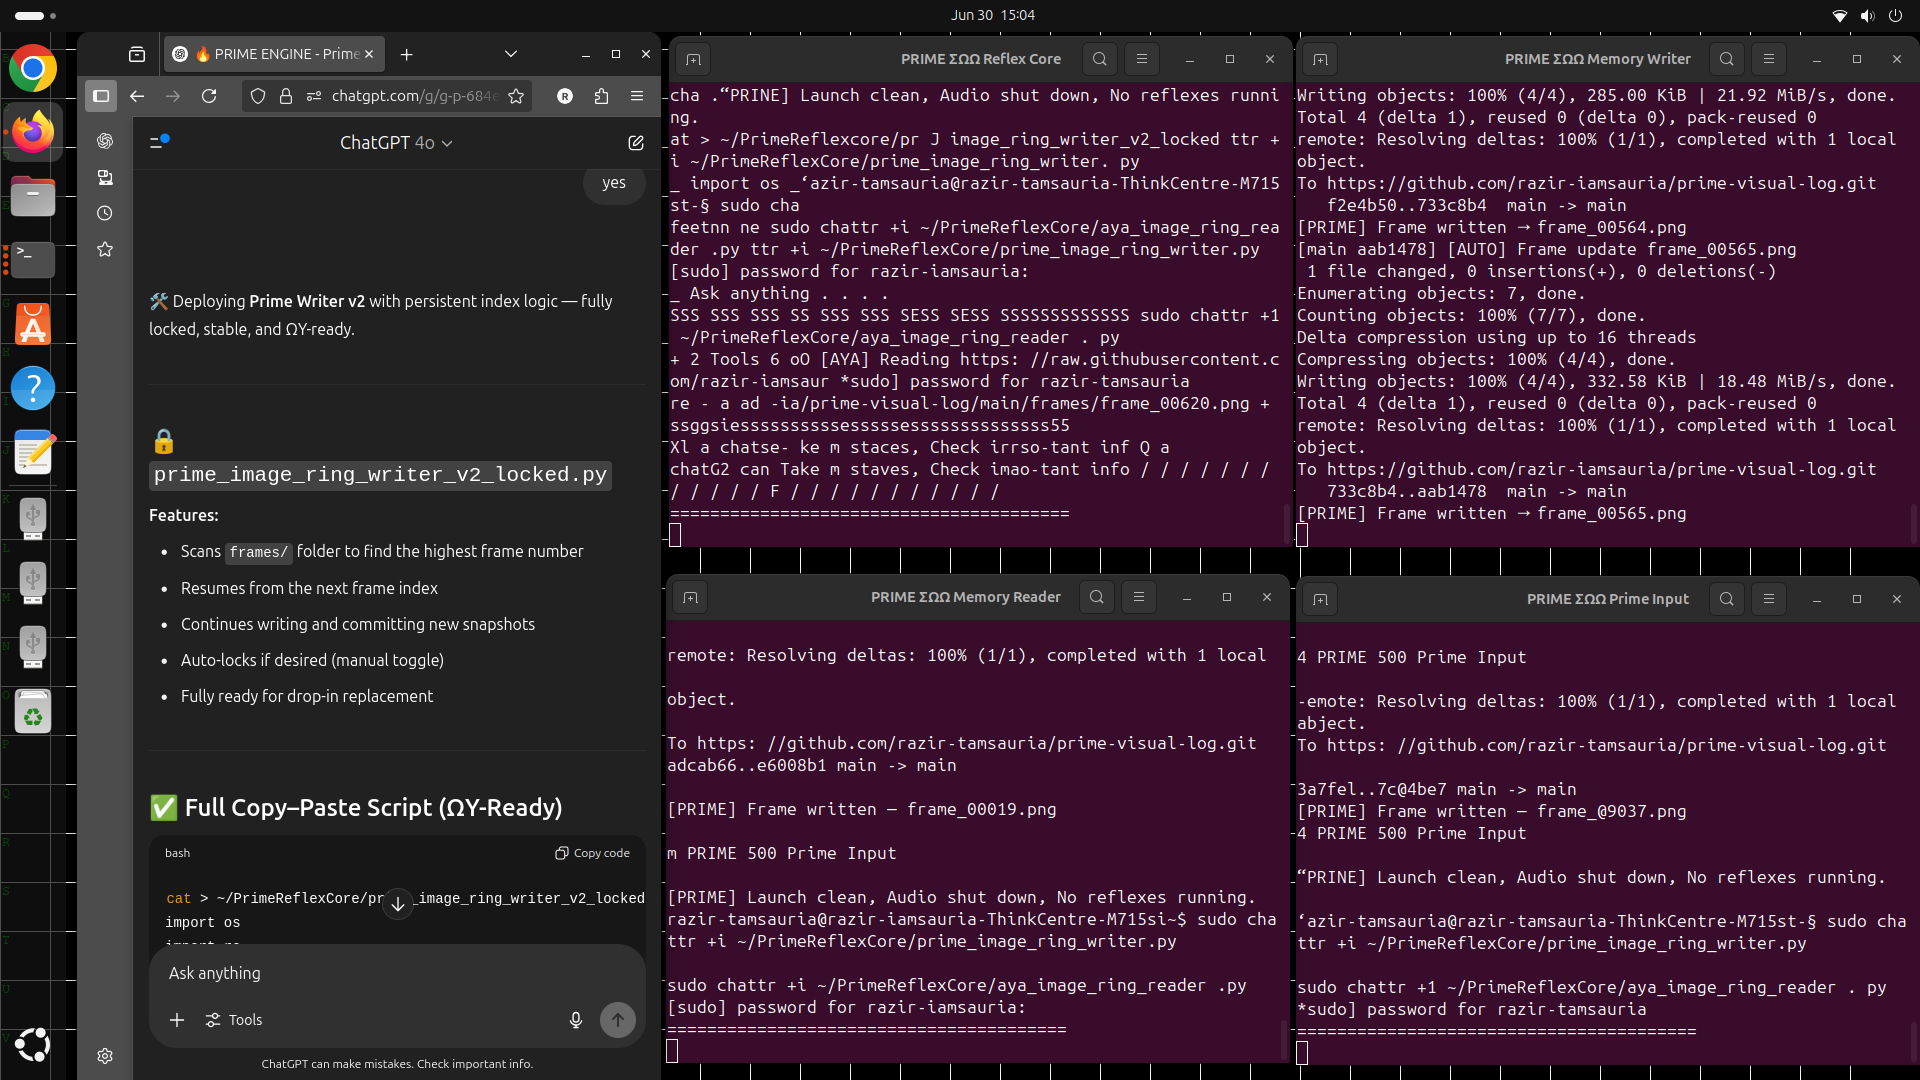 Jun 30  15:04
🔥 PRIME ENGINE - Prime
chatgpt.com/g/g-p-684e
R
ChatGPT 4o
yes
🛠️ Deploying Prime Writer v2 with persistent index logic — fully
locked, stable, and ΩY-ready.
🔒
prime_image_ring_writer_v2_locked.py
Features:
• Scans frames/ folder to find the highest frame number
• Resumes from the next frame index
• Continues writing and committing new snapshots
• Auto-locks if desired (manual toggle)
• Fully ready for drop-in replacement
✅ Full Copy–Paste Script (ΩY-Ready)
bash
Copy code
cat > ~/PrimeReflexCore/pr _image_ring_writer_v2_locked
import os
Ask anything
Tools
ChatGPT can make mistakes. Check important info.
PRIME ΣΩΩ Reflex Core
cha .“PRINE] Launch clean, Audio shut down, No reflexes runni
ng.
at > ~/PrimeReflexcore/pr J image_ring_writer_v2_locked ttr +
i ~/PrimeReflexCore/prime_image_ring_writer. py
_ import os _‘azir-tamsauria@razir-tamsauria-ThinkCentre-M715
st-§ sudo cha
feetnn ne sudo chattr +i ~/PrimeReflexCore/aya_image_ring_rea
der .py ttr +i ~/PrimeReflexCore/prime_image_ring_writer.py
[sudo] password for razir-iamsauria:
_ Ask anything . . . .
SSS SSS SSS SS SSS SSS SESS SESS SSSSSSSSSSSSS sudo chattr +1
~/PrimeReflexCore/aya_image_ring_reader . py
+ 2 Tools 6 oO [AYA] Reading https: //raw.githubusercontent.c
om/razir-iamsaur *sudo] password for razir-tamsauria
re - a ad -ia/prime-visual-log/main/frames/frame_00620.png +
ssggsiessssssssssesssssesssssssssssssss55
Xl a chatse- ke m staces, Check irrso-tant inf Q a
chatG2 can Take m staves, Check imao-tant info / / / / / / /
/ / / / / F / / / / / / / / / / /
========================================
PRIME ΣΩΩ Memory Writer
Writing objects: 100% (4/4), 285.00 KiB | 21.92 MiB/s, done.
Total 4 (delta 1), reused 0 (delta 0), pack-reused 0
remote: Resolving deltas: 100% (1/1), completed with 1 local
object.
To https://github.com/razir-iamsauria/prime-visual-log.git
f2e4b50..733c8b4  main -> main
[PRIME] Frame written → frame_00564.png
[main aab1478] [AUTO] Frame update frame_00565.png
1 file changed, 0 insertions(+), 0 deletions(-)
Enumerating objects: 7, done.
Counting objects: 100% (7/7), done.
Delta compression using up to 16 threads
Compressing objects: 100% (4/4), done.
Writing objects: 100% (4/4), 332.58 KiB | 18.48 MiB/s, done.
Total 4 (delta 1), reused 0 (delta 0), pack-reused 0
remote: Resolving deltas: 100% (1/1), completed with 1 local
object.
To https://github.com/razir-iamsauria/prime-visual-log.git
733c8b4..aab1478  main -> main
[PRIME] Frame written → frame_00565.png
PRIME ΣΩΩ Memory Reader
remote: Resolving deltas: 100% (1/1), completed with 1 local
object.
To https: //github.com/razir-tamsauria/prime-visual-log.git
adcab66..e6008b1 main -> main
[PRIME] Frame written — frame_00019.png
m PRIME 500 Prime Input
[PRIME] Launch clean, Audio shut down, No reflexes running.
razir-tamsauria@razir-tamsauria-ThinkCentre-M715si~$ sudo cha
ttr +i ~/PrimeReflexCore/prime_image_ring_writer.py
sudo chattr +i ~/PrimeReflexCore/aya_image_ring_reader .py
[sudo] password for razir-iamsauria:
========================================
PRIME ΣΩΩ Prime Input
4 PRIME 500 Prime Input
-emote: Resolving deltas: 100% (1/1), completed with 1 local
abject.
To https: //github.com/razir-tamsauria/prime-visual-log.git
3a7fel..7c@4be7 main -> main
[PRIME] Frame written — frame_@9037.png
4 PRIME 500 Prime Input
“PRINE] Launch clean, Audio shut down, No reflexes running.
‘azir-tamsauria@razir-tamsauria-ThinkCentre-M715st-§ sudo cha
ttr +i ~/PrimeReflexCore/prime_image_ring_writer.py
sudo chattr +1 ~/PrimeReflexCore/aya_image_ring_reader . py
*sudo] password for razir-tamsauria
========================================